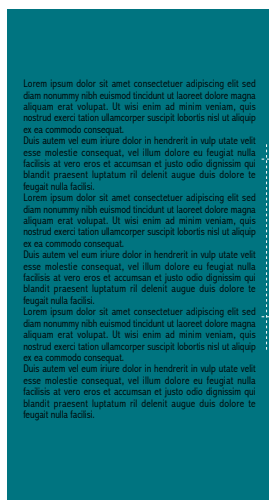 Lorem ipsum dolor sit amet consectetuer adipiscing elit sed
diam nonummy nibh euismod tincidunt ut laoreet dolore magna
aliquam erat volupat. Ut wisi enim ad minim veniam, quis
nostrud exerci tation ullamcorper suscipit lobortis nisl ut aliquip
ex ea commodo consequat.
Duis autem vel eum iriure dolor in hendrerit in vulp utate velit
esse molestie consequat, vel illum dolore eu feugiat nulla
facilisis at vero eros et accumsan et justo odio dignissim qui
blandit praesent luptatum ril delenit augue duis dolore te
feugait nulla facilisi.
Lorem ipsum dolor sit amet consectetuer adipiscing elit sed
diam nonummy nibh euismod tincidunt ut laoreet dolore magna
aliquam erat volupat. Ut wisi enim ad minim veniam, quis
nostrud exerci tation ullamcorper suscipit lobortis nisl ut aliquip
ex ea commodo consequat.
Duis autem vel eum iriure dolor in hendrerit in vulp utate velit
esse molestie consequat, vel illum dolore eu feugiat nulla
facilisis at vero eros et accumsan et justo odio dignissim qui
blandit praesent luptatum ril delenit augue duis dolore te
feugait nulla facilisi.
Lorem ipsum dolor sit amet consectetuer adipiscing elit sed
diam nonummy nibh euismod tincidunt ut laoreet dolore magna
aliquam erat volupat. Ut wisi enim ad minim veniam, quis
nostrud exerci tation ullamcorper suscipit lobortis nisl ut aliquip
ex ea commodo consequat.
Duis autem vel eum iriure dolor in hendrerit in vulp utate velit
esse molestie consequat, vel illum dolore eu feugiat nulla
facilisis at vero eros et accumsan et justo odio dignissim qui
blandit praesent luptatum ril delenit augue duis dolore te
feugait nulla facilisi.